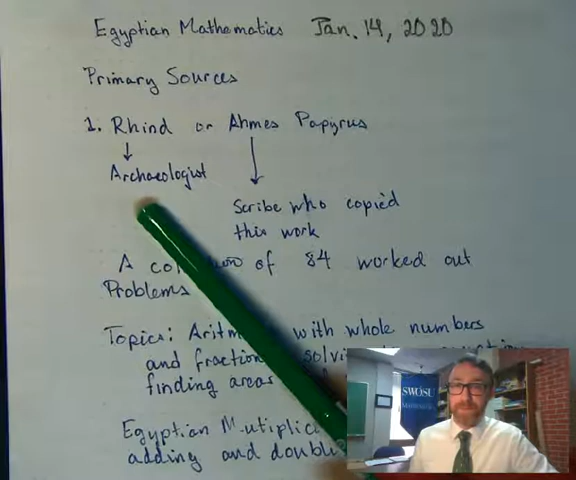 Egyptian Mathematics Jan. 14, 2020
Primary Sources
1. Rhind or Ahmes Papyrus
Archaeologist
Scribe who copied
this work
A of 84 worked out
Problems
Topics: with whole numbers
and
finding areas
Egyptian
adding and
SWOSU